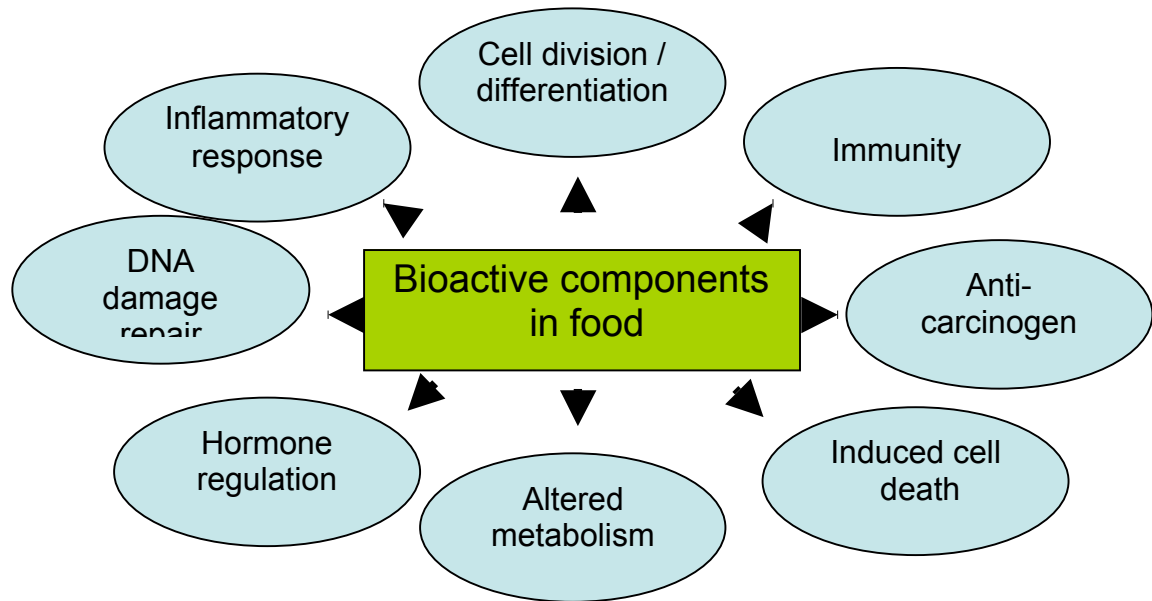 Cell division /
differentiation
Inflammatory
response
Immunity
DNA
damage
repair
Bioactive components
in food
Anti-
carcinogen
Hormone
regulation
Altered
metabolism
Induced cell
death